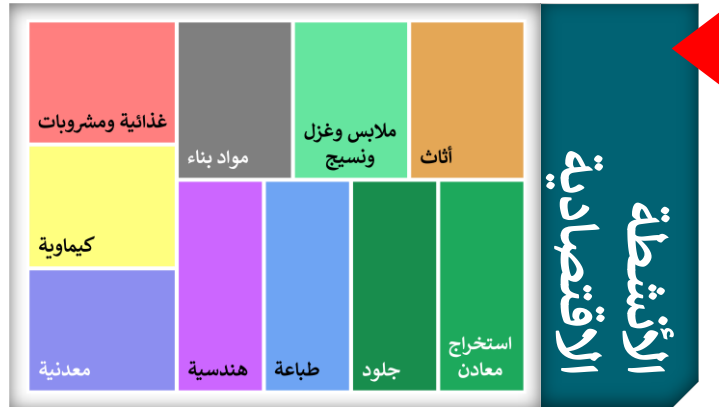 الأنشطة
الاقتصادية
أثاث
ملابس وغزل
ونسيج
مواد بناء
غذائية ومشروبات
كيماوية
معدنية
استخراج
معادن
جلود
طباعة
هندسية